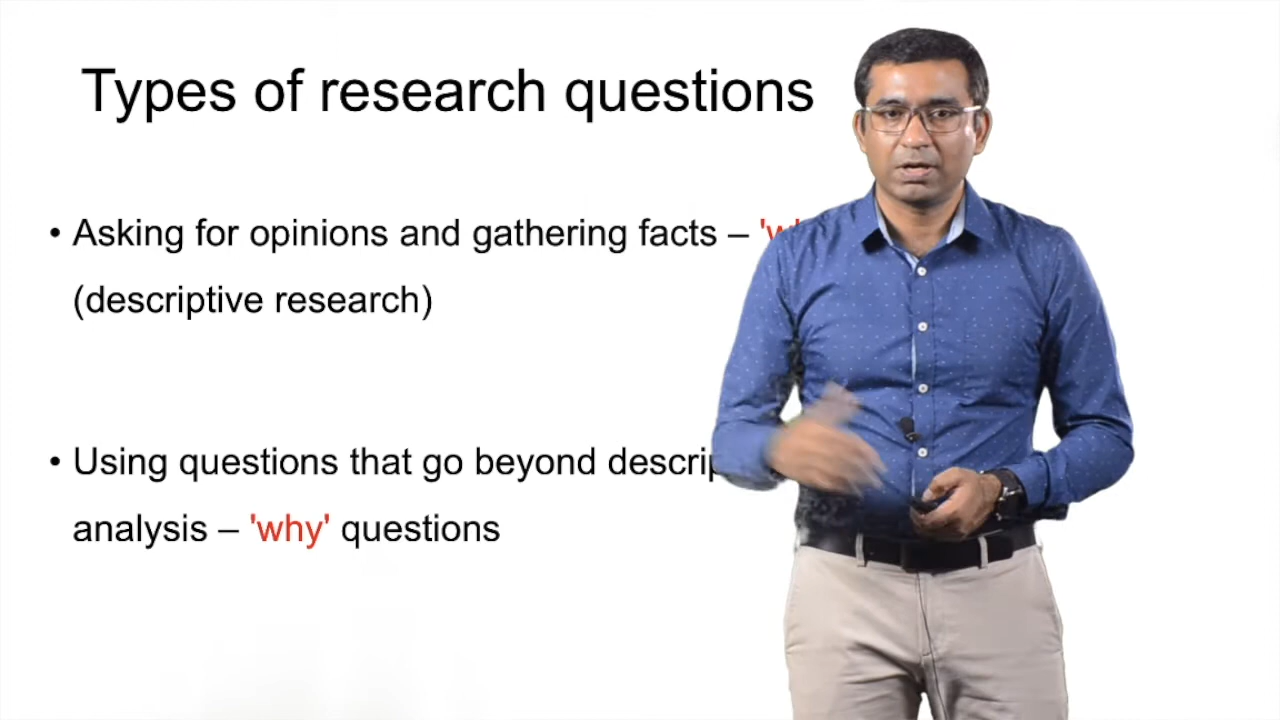 Types of research questions
• Asking for opinions and gathering facts –
(descriptive research)
• Using questions that go beyond
analysis – 'why' questions